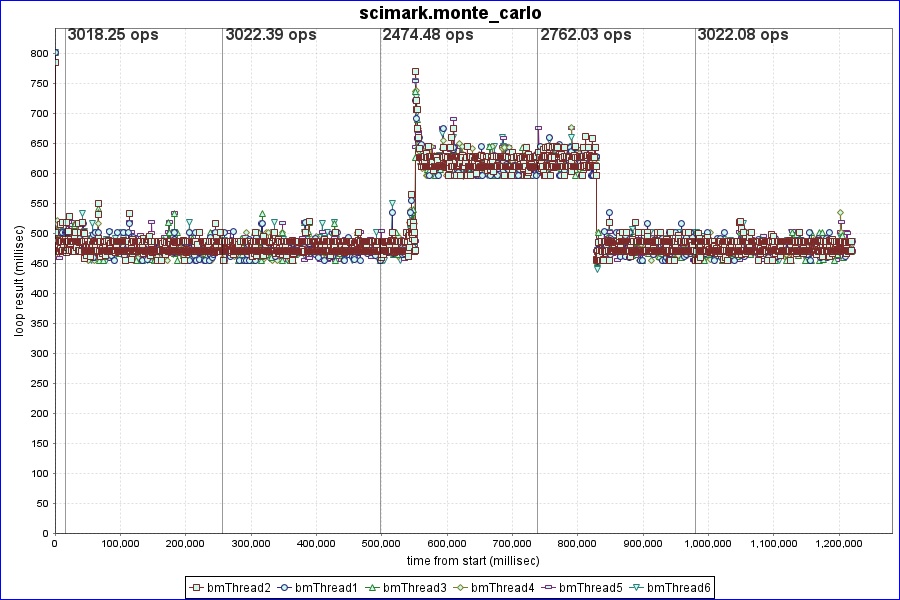 scimark.monte_carlo
3018.25 ops 3022.39 ops 2474.48 ops 2762.03 ops 3022.08 ops
800
750
700
650
600
550
500
450
400
350
300
250
200
150
100
50
0
loop result (millisec)
0 100,000 200,000 300,000 400,000 500,000 600,000 700,000 800,000 900,000 1,000,000 1,100,000 1,200,000
time from start (millisec)
bmThread2 bmThread1 bmThread3 bmThread4 bmThread5 bmThread6